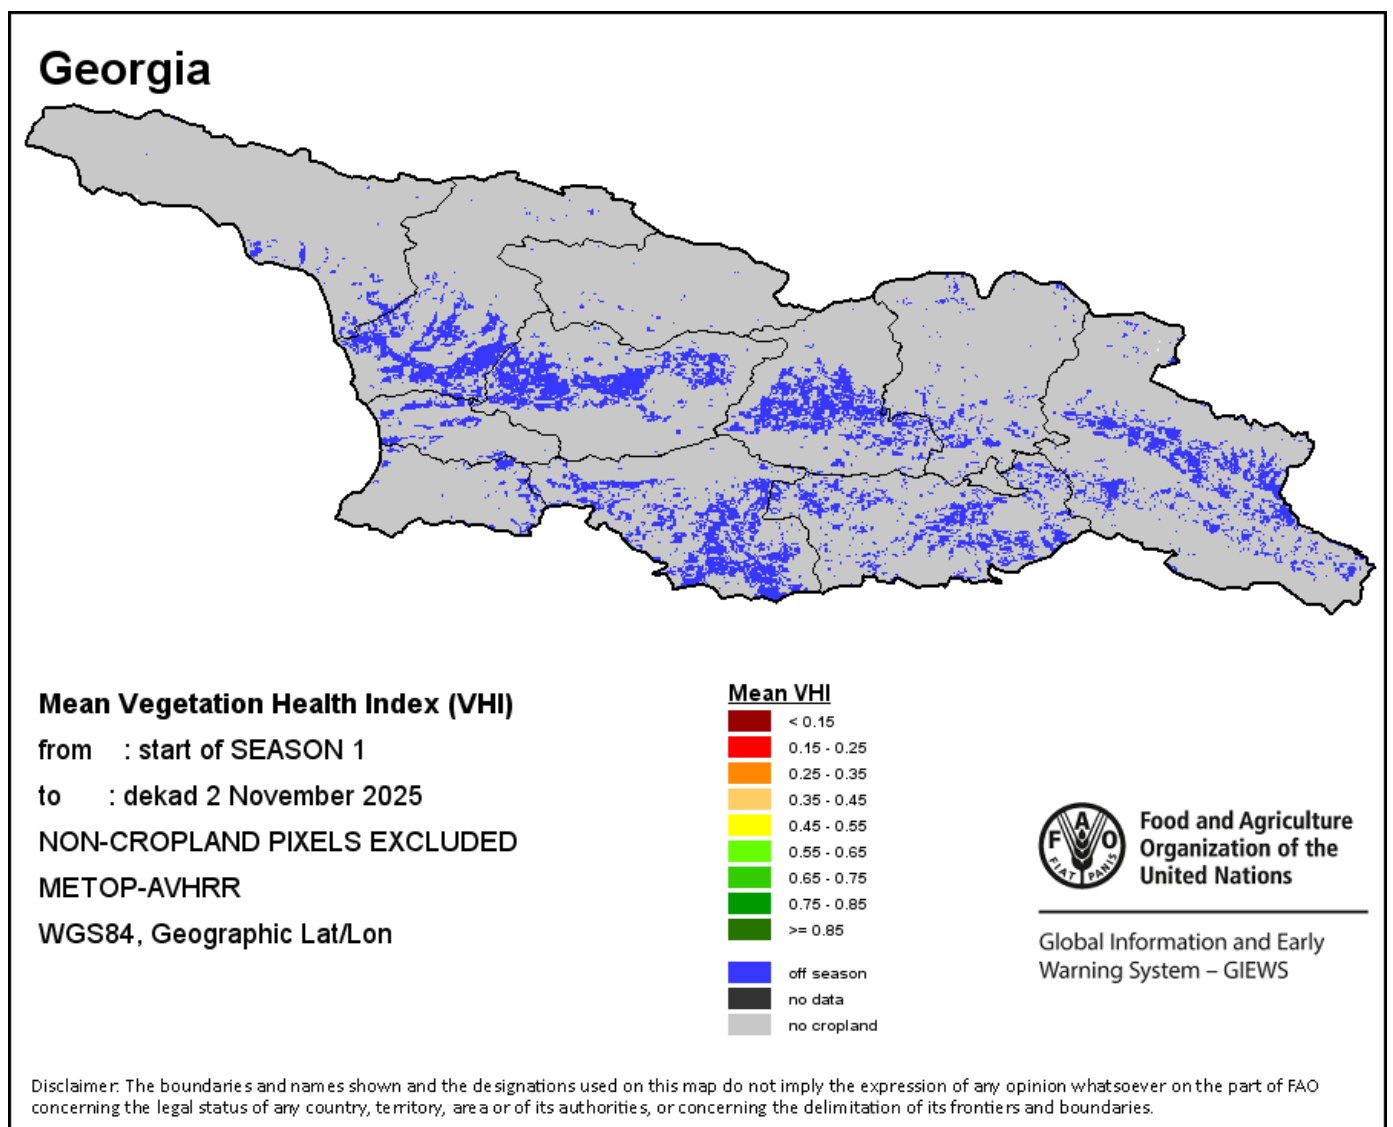 Georgia
Mean Vegetation Health Index (VHI)
from : start of SEASON 1
to : dekad 2 November 2025
NON-CROPLAND PIXELS EXCLUDED
METOP-AVHRR
WGS84, Geographic Lat/Lon
Mean VHI
< 0.15
0.15 - 0.25
0.25 - 0.35
0.35 - 0.45
0.45 - 0.55
0.55 - 0.65
0.65 - 0.75
0.75 - 0.85
>= 0.85
off season
no data
no cropland
F A O
FIAT PANIS
Food and Agriculture
Organization of the
United Nations
Global Information and Early
Warning System – GIEWS
Disclaimer: The boundaries and names shown and the designations used on this map do not imply the expression of any opinion whatsoever on the part of FAO
concerning the legal status of any country, territory, area or of its authorities, or concerning the delimitation of its frontiers and boundaries.